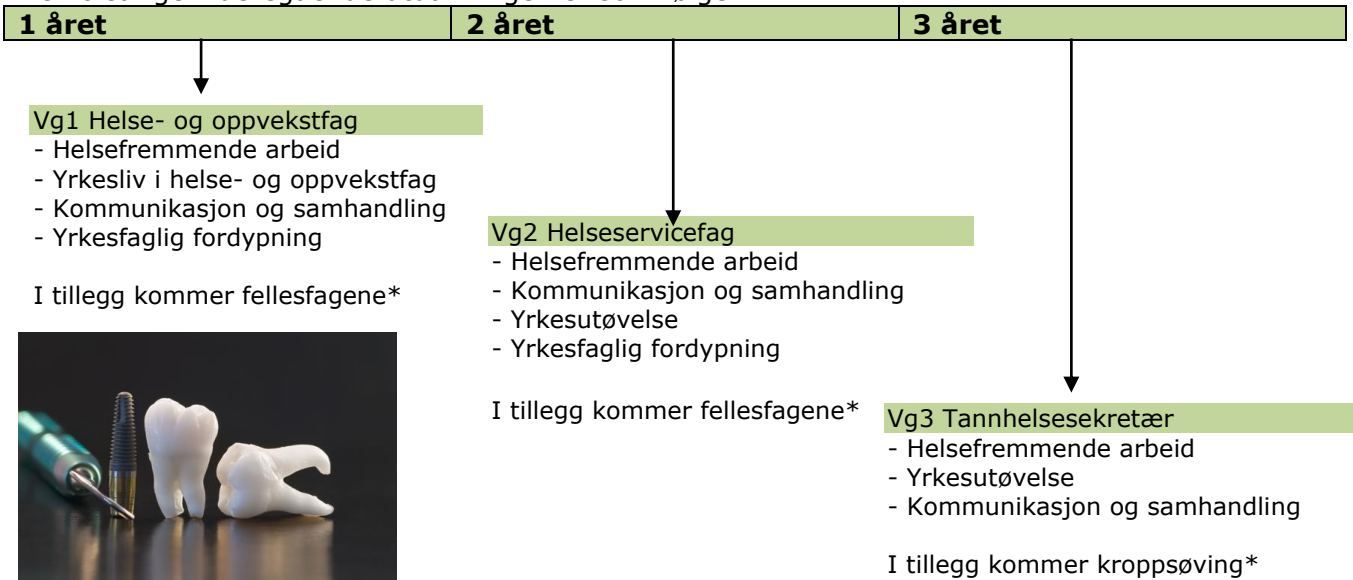 1 året
2 året
3 året
Vg1 Helse- og oppvekstfag
- Helsefremmende arbeid
- Yrkesliv i helse- og oppvekstfag
- Kommunikasjon og samhandling
- Yrkesfaglig fordypning
I tillegg kommer fellesfagene*
Vg2 Helseservicefag
- Helsefremmende arbeid
- Kommunikasjon og samhandling
- Yrkesutøvelse
- Yrkesfaglig fordypning
I tillegg kommer fellesfagene*
Vg3 Tannhelsesekretær
- Helsefremmende arbeid
- Yrkesutøvelse
- Kommunikasjon og samhandling
I tillegg kommer kroppsøving*